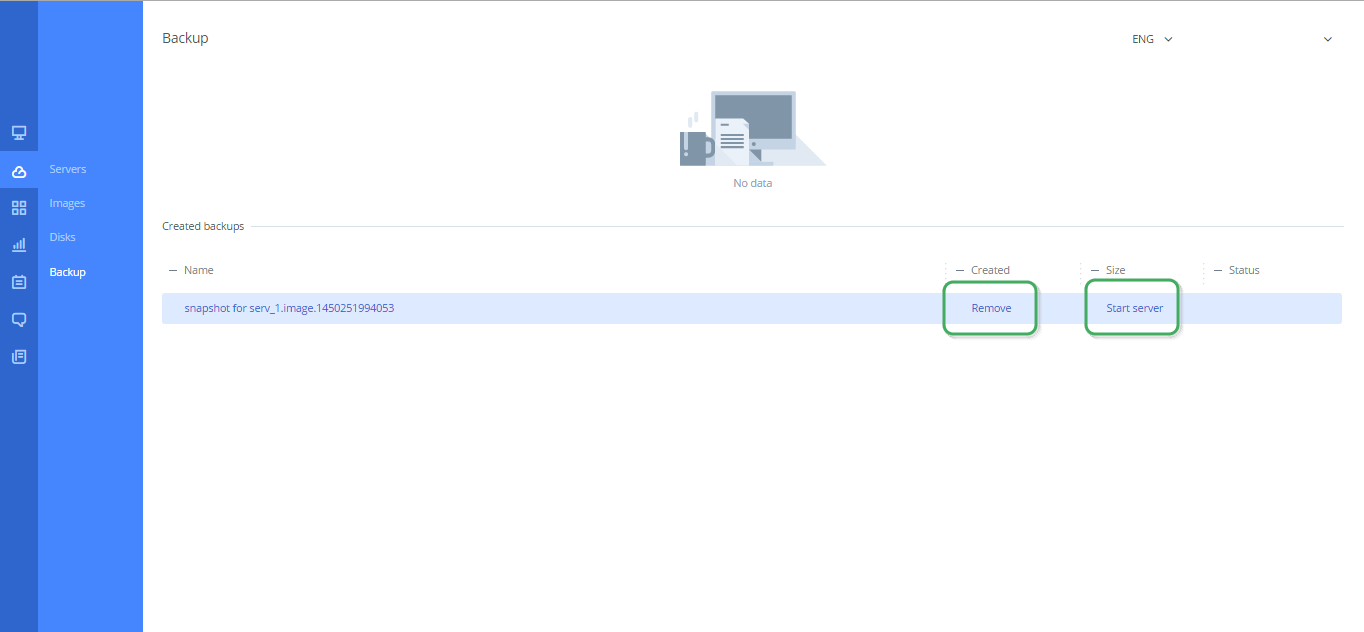 Backup
ENG
Servers
Images
Disks
Backup
No data
Created backups
Name Created Size Status
snapshot for serv_1.image.1450251994053 Remove Start server